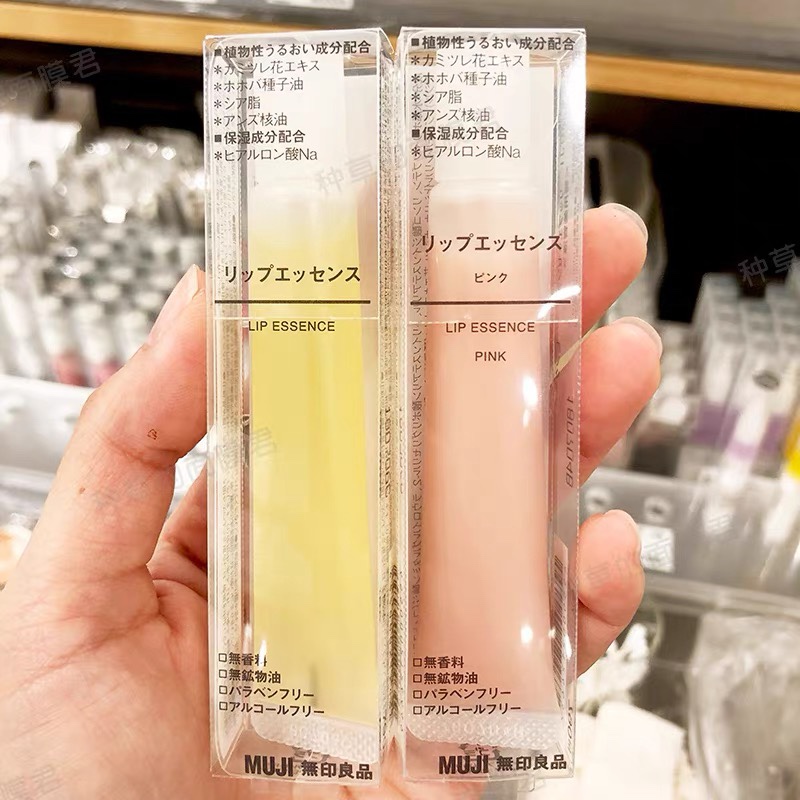 ■植物性うるおい成分配合
＊カミツレ花エキス
＊ホホバ種子油
＊シア脂
＊アンズ核油
■保湿成分配合
＊ヒアルロン酸Na
リップエッセンス
LIP ESSENCE
□無香料
□無鉱物油
□パラベンフリー
□アルコールフリー
MUJI 無印良品
■植物性うるおい成分配合
＊カミツレ花エキス
＊ホホバ種子油
＊シア脂
＊アンズ核油
■保湿成分配合
＊ヒアルロン酸Na
リップエッセンス
ピンク
LIP ESSENCE
PINK
□無香料
□無鉱物油
□パラベンフリー
□アルコールフリー
MUJI 無印良品